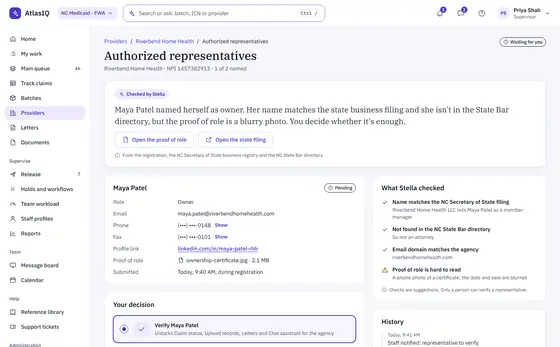 AtlasIQ
NC Medicaid - FWA
Search or ask: batch, ICN or provider
Ctrl /
3
2
PS
Priya Shah
Supervisor
Home
My work
Main queue
Track claims
Batches
Providers
Letters
Documents
Supervise
Release
7
Holds and workflows
Team workload
Staff profiles
Reports
Team
Message board
Calendar
Help
Reference library
Support tickets
Administration
Providers / Riverbend Home Health / Authorized representatives
Authorized representatives
Riverbend Home Health · NPI 1457382913 · 1 of 2 named
Waiting for you
Checked by Stella
Maya Patel named herself as owner. Her name matches the state business filing and she isn't in the State Bar
directory, but the proof of role is a blurry photo. You decide whether it's enough.
Open the proof of role
Open the state filing
From the registration, the NC Secretary of State business registry and the NC State Bar directory
Maya Patel
Pending
Role
Owner
Email
maya.patel@riverbendhomehealth.com
Phone
(•••) •••-0148 Show
Fax
(•••) •••-0101 Show
Profile link
linkedin.com/in/maya-patel-rhh
Proof of role
ownership-certificate.jpg · 2.1 MB
Submitted
Today, 9:40 AM, during registration
Your decision
Verify Maya Patel
Unlocks Claim status, Upload records, Letters and Chat assistant for the agency
What Stella checked
Name matches the NC Secretary of State filing
Riverbend Home Health LLC lists Maya Patel as a member-
manager
Not found in the NC State Bar directory
So not an attorney
Email domain matches the agency
riverbendhomehealth.com
Proof of role is hard to read
A phone photo of a certificate; the date and seal are blurred
Checks are suggestions. Only a person can verify a representative.
History
Today, 9:41 AM
Staff notified: representative to verify